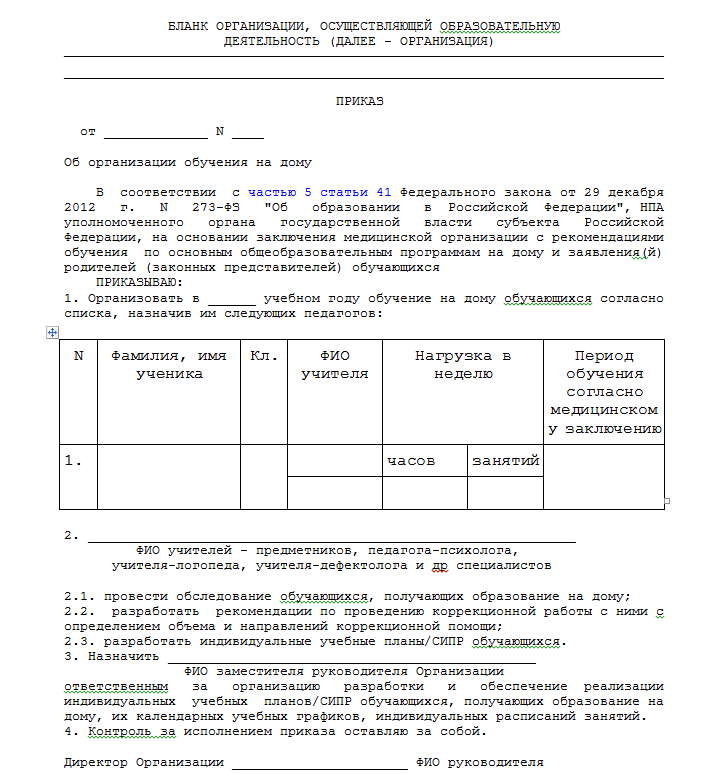 БЛАНК ОРГАНИЗАЦИИ, ОСУЩЕСТВЛЯЮЩЕЙ ОБРАЗОВАТЕЛЬНУЮ
ДЕЯТЕЛЬНОСТЬ (ДАЛЕЕ - ОРГАНИЗАЦИЯ)
ПРИКАЗ
от _____________ N ____
Об организации обучения на дому
В соответствии с частью 5 статьи 41 Федерального закона от 29 декабря
2012 г. N 273-ФЗ "Об образовании в Российской Федерации", НПА
уполномоченного органа государственной власти субъекта Российской
Федерации, на основании заключения медицинской организации с рекомендациями
обучения по основным общеобразовательным программам на дому и заявления(й)
родителей (законных представителей) обучающихся
ПРИКАЗЫВАЮ:
1. Организовать в ______ учебном году обучение на дому обучающихся согласно
списка, назначив им следующих педагогов:
N Фамилия, имя ученика Кл. ФИО учителя Нагрузка в неделю Период обучения согласно медицинскому заключению
1. часов занятий
2. _____________________________________________________________
ФИО учителей - предметников, педагога-психолога,
учителя-логопеда, учителя-дефектолога и др специалистов
2.1. провести обследование обучающихся, получающих образование на дому;
2.2. разработать рекомендации по проведению коррекционной работы с ними с
определением объема и направлений коррекционной помощи;
2.3. разработать индивидуальные учебные планы/СИПР обучающихся.
3. Назначить ______________________________________________
ФИО заместителя руководителя Организации
ответственным за организацию разработки и обеспечение реализации
индивидуальных учебных планов/СИПР обучающихся, получающих образование на
дому, их календарных учебных графиков, индивидуальных расписаний занятий.
4. Контроль за исполнением приказа оставляю за собой.
Директор Организации ______________________ ФИО руководителя